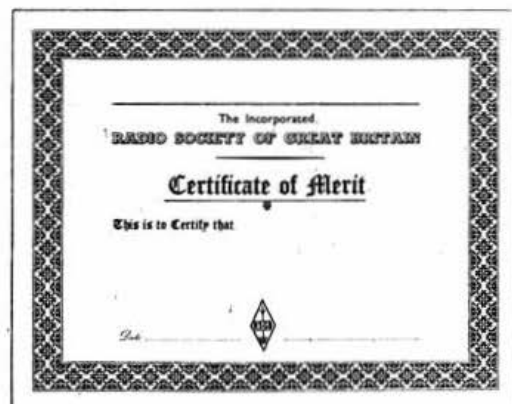 The Incorporated
RADIO SOCIETY OF GREAT BRITAIN
Certificate of Merit
This is to Certify that
Date